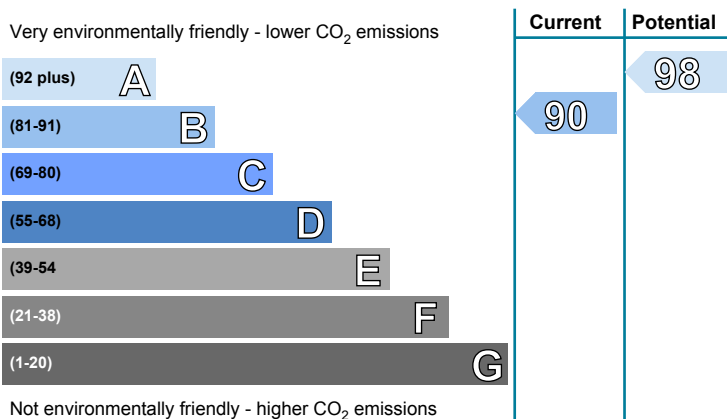 Very environmentally friendly - lower CO2 emissions
Current
Potential
(92 plus) A
98
(81-91) B
90
(69-80) C
(55-68) D
(39-54 E
(21-38) F
(1-20) G
Not environmentally friendly - higher CO2 emissions